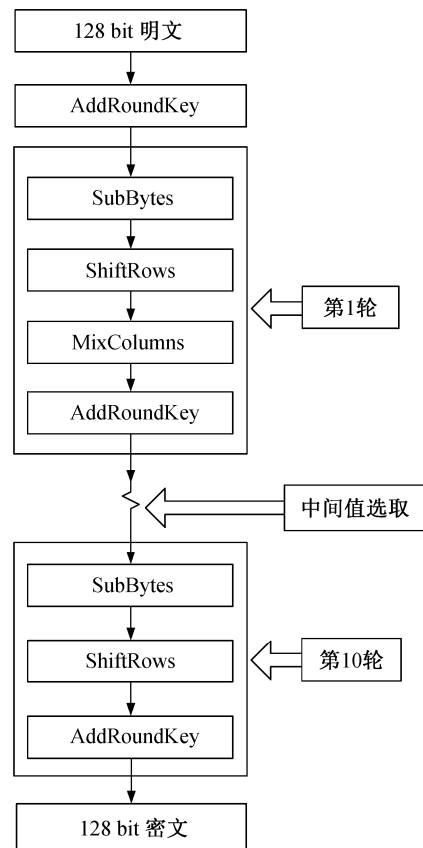 128 bit 明文
AddRoundKey
SubBytes
ShiftRows
MixColumns
AddRoundKey
第1轮
中间值选取
SubBytes
ShiftRows
AddRoundKey
第10轮
128 bit 密文